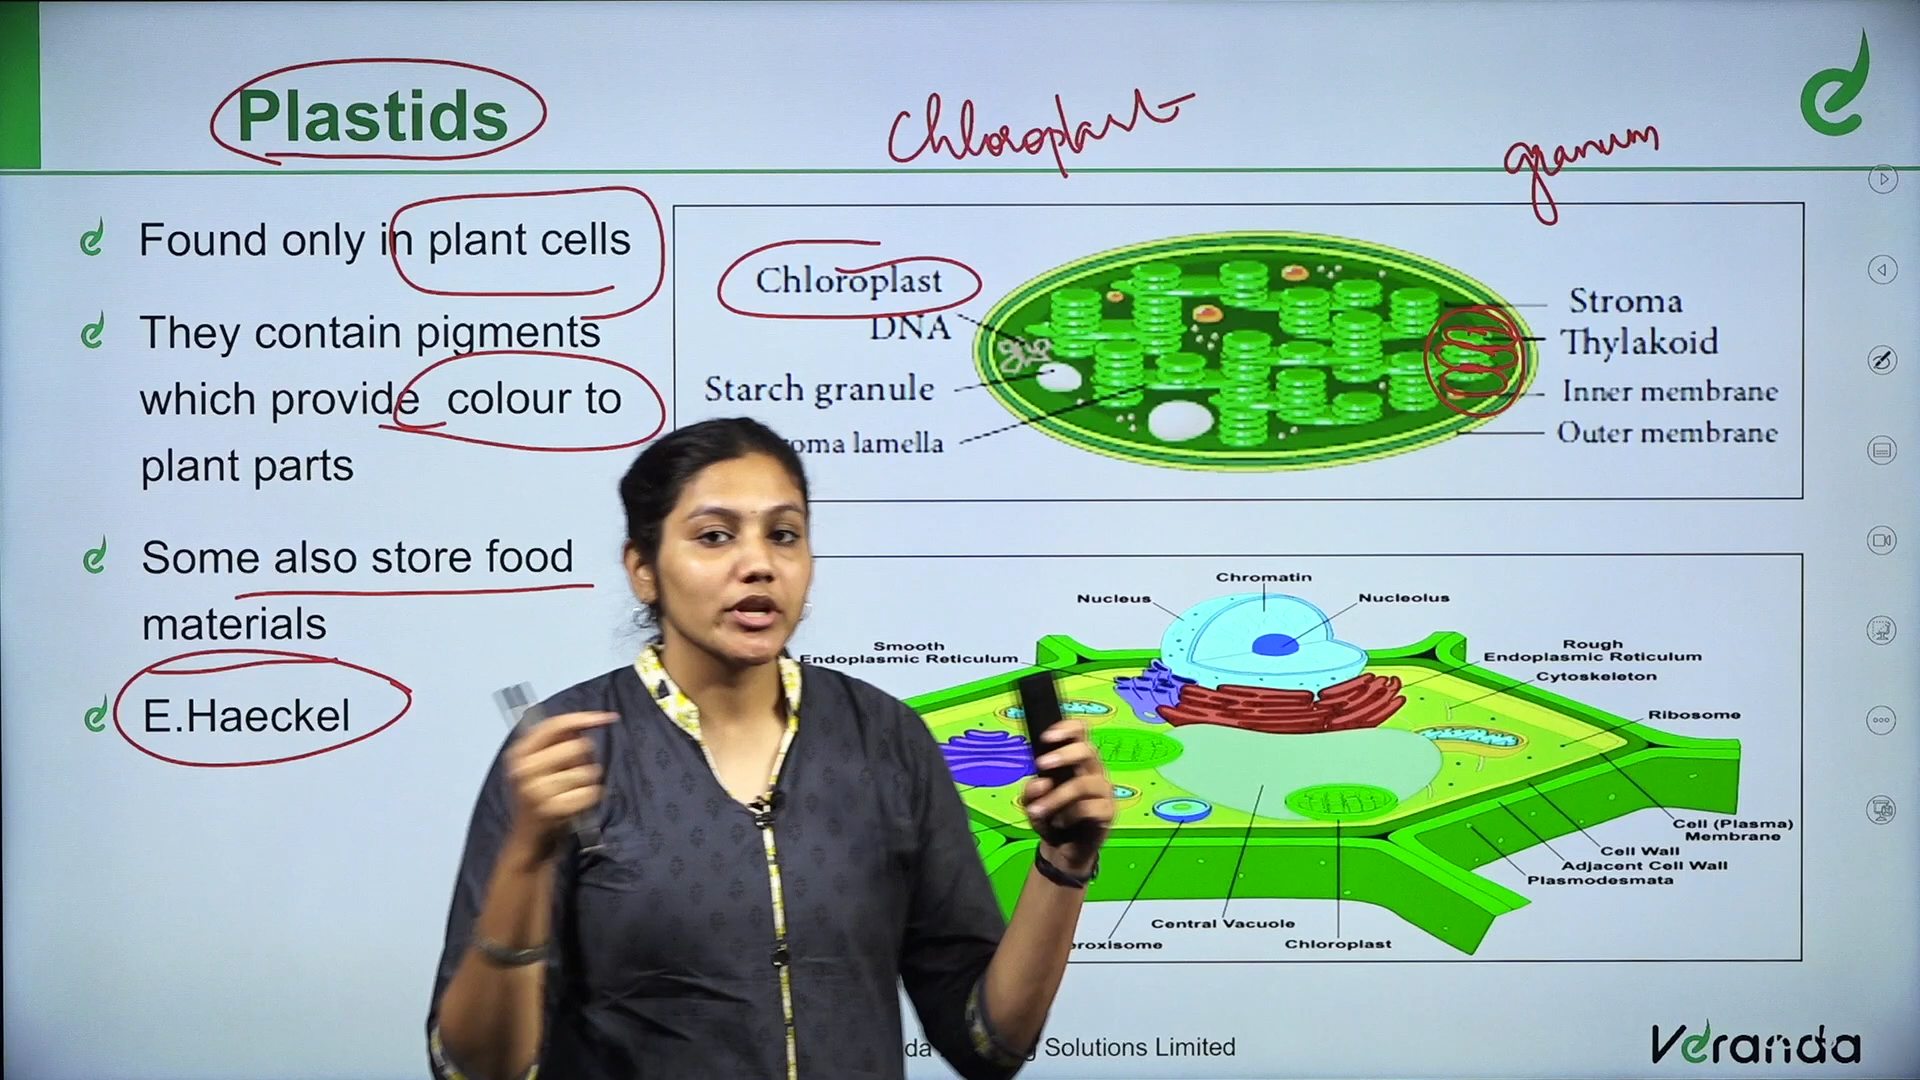 Plastids
Chloroplast
granum
Found only in plant cells
They contain pigments
which provide colour to
plant parts
Some also store food
materials
E.Haeckel
Chloroplast
DNA
Starch granule
lamella
Stroma
Thylakoid
Inner membrane
Outer membrane
Chromatin
Nucleus
Nucleolus
Smooth
Endoplasmic Reticulum
Rough
Endoplasmic Reticulum
Cytoskeleton
Ribosome
Cell (Plasma)
Membrane
Cell Wall
Adjacent Cell Wall
Plasmodesmata
Central Vacuole
Chloroplast
Solutions Limited
Veranda